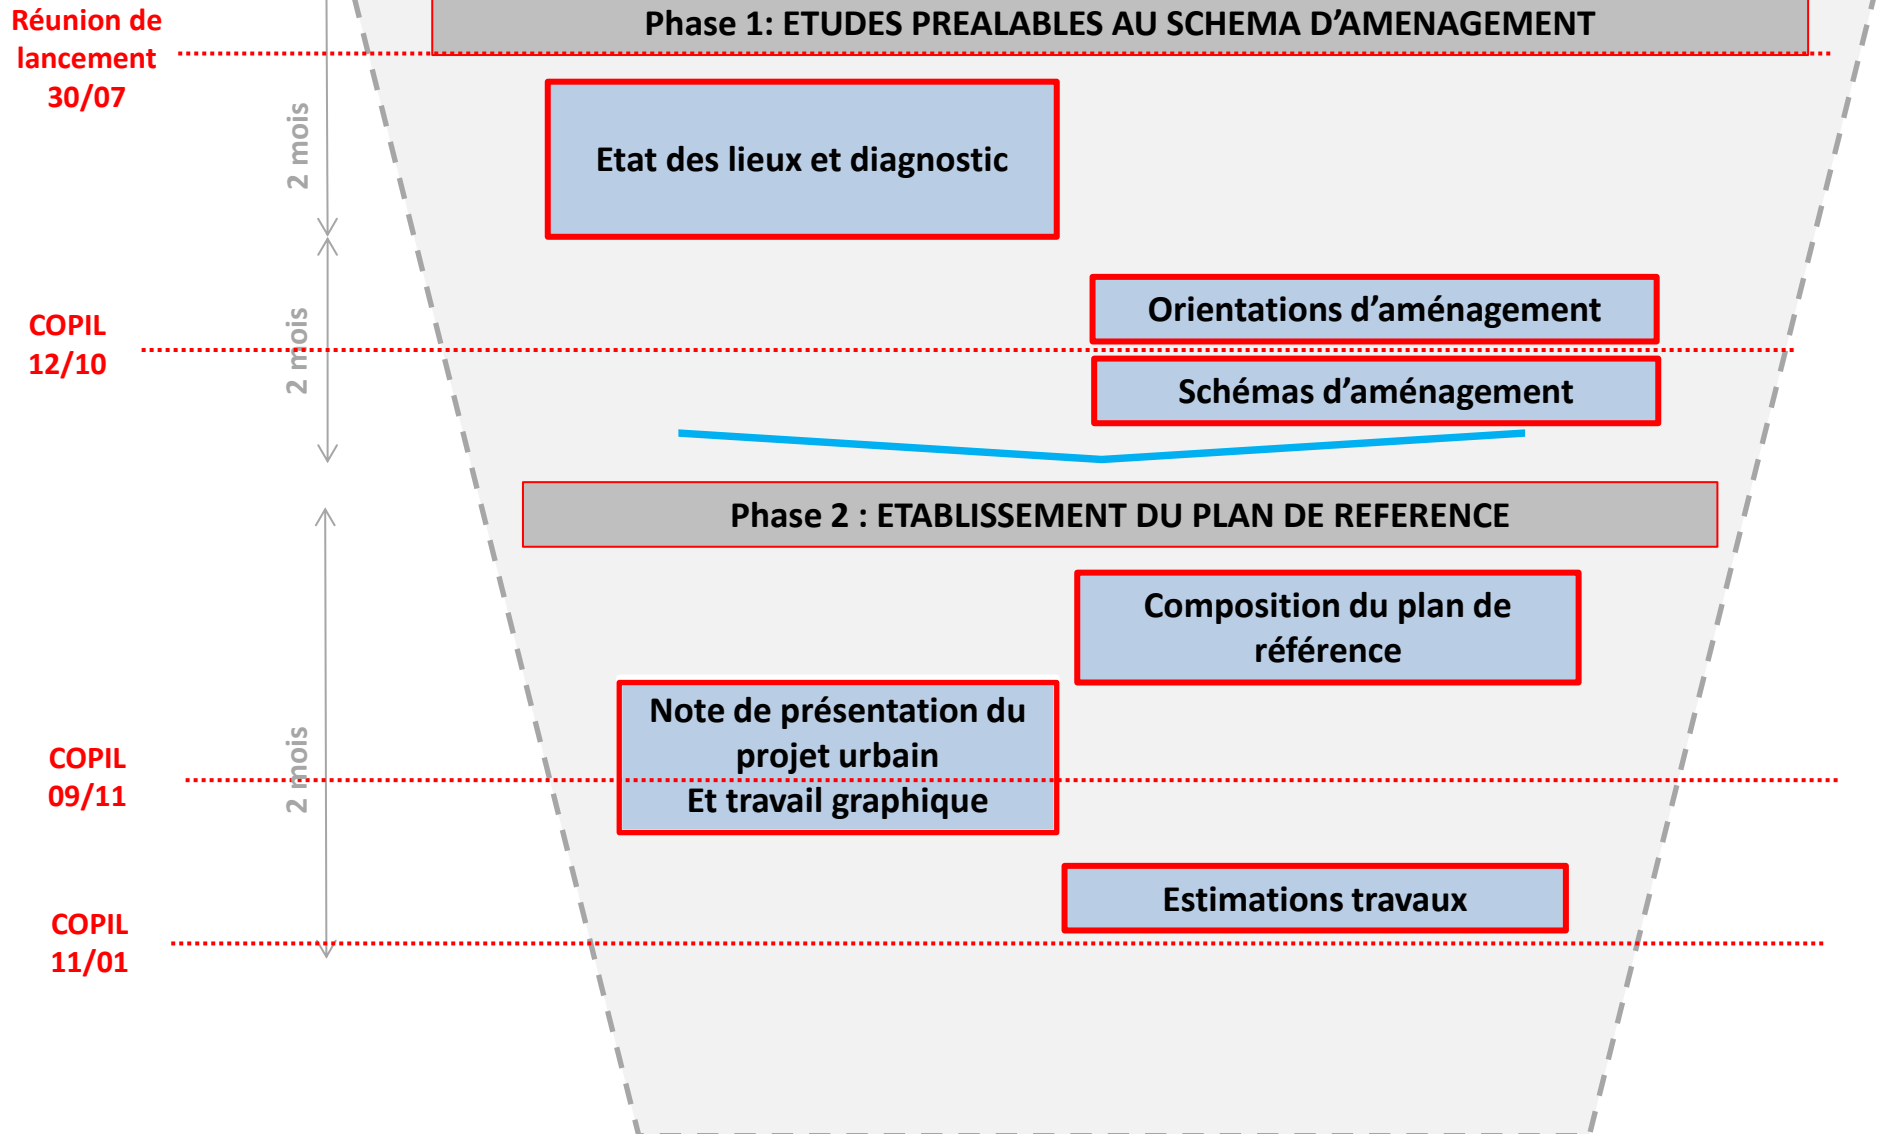 Réunion de
lancement
30/07
Phase 1: ETUDES PREALABLES AU SCHEMA D’AMENAGEMENT
2 mois
Etat des lieux et diagnostic
2 mois
Orientations d’aménagement
COPIL
12/10
Schémas d’aménagement
Phase 2 : ETABLISSEMENT DU PLAN DE REFERENCE
2 mois
Composition du plan de
référence
Note de présentation du
projet urbain
Et travail graphique
COPIL
09/11
Estimations travaux
COPIL
11/01